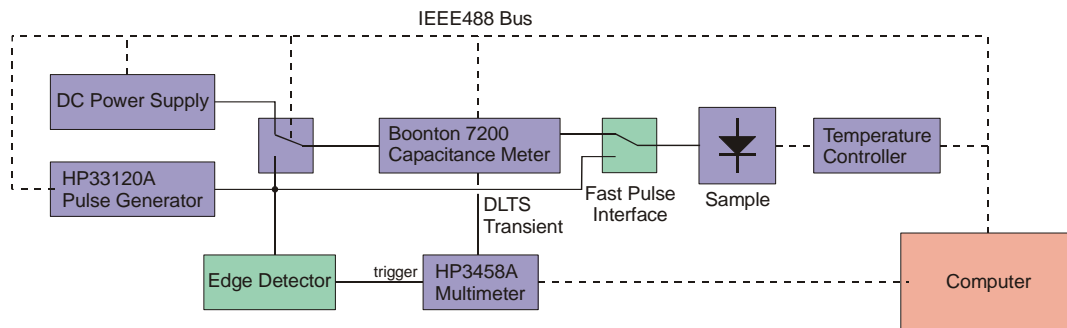 IEEE488 Bus
DC Power Supply
Boonton 7200
Capacitance Meter
Temperature
Controller
HP33120A
Pulse Generator
Fast Pulse
Interface
Sample
DLTS
Transient
Edge Detector
trigger
HP3458A
Multimeter
Computer